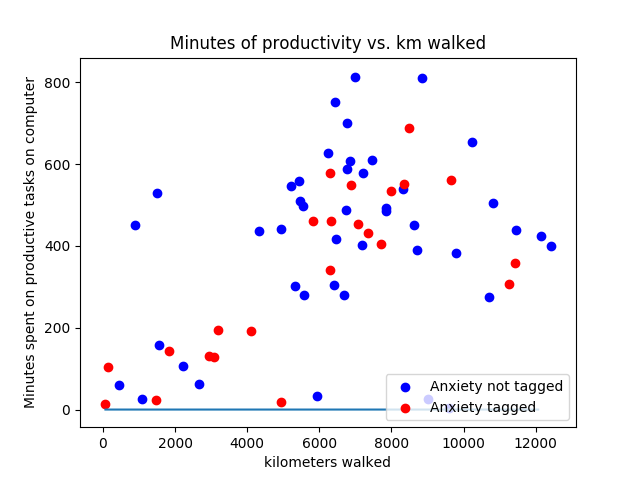 Minutes of productivity vs. km walked
Minutes spent on productive tasks on computer
800
600
400
200
0
0 2000 4000 6000 8000 10000 12000
kilometers walked
Anxiety not tagged
Anxiety tagged